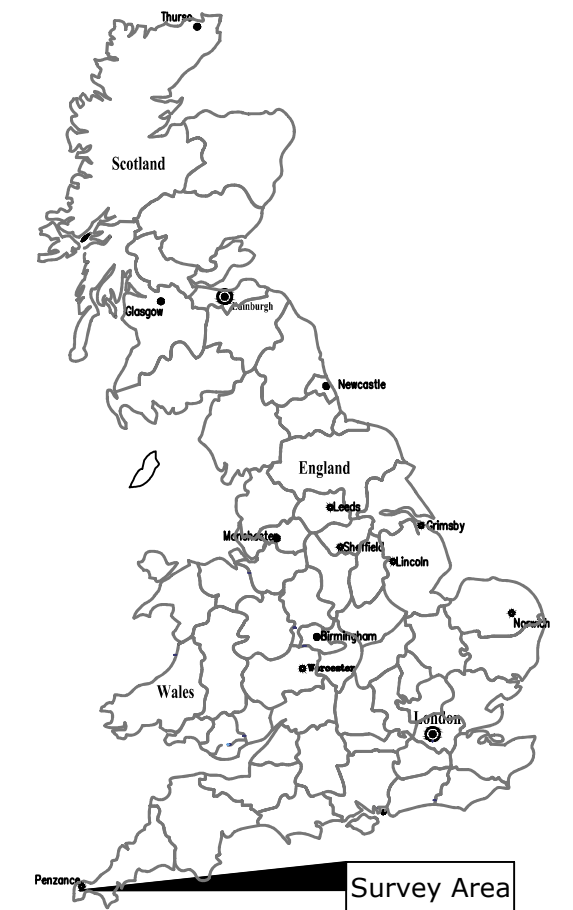 Thurso
Scotland
Edinburgh
Glasgow
Newcastle
England
Leeds
Grimsby
Manchester
Sheffield
Lincoln
Norwich
Birmingham
Worcester
Wales
London
Penzance
Survey Area